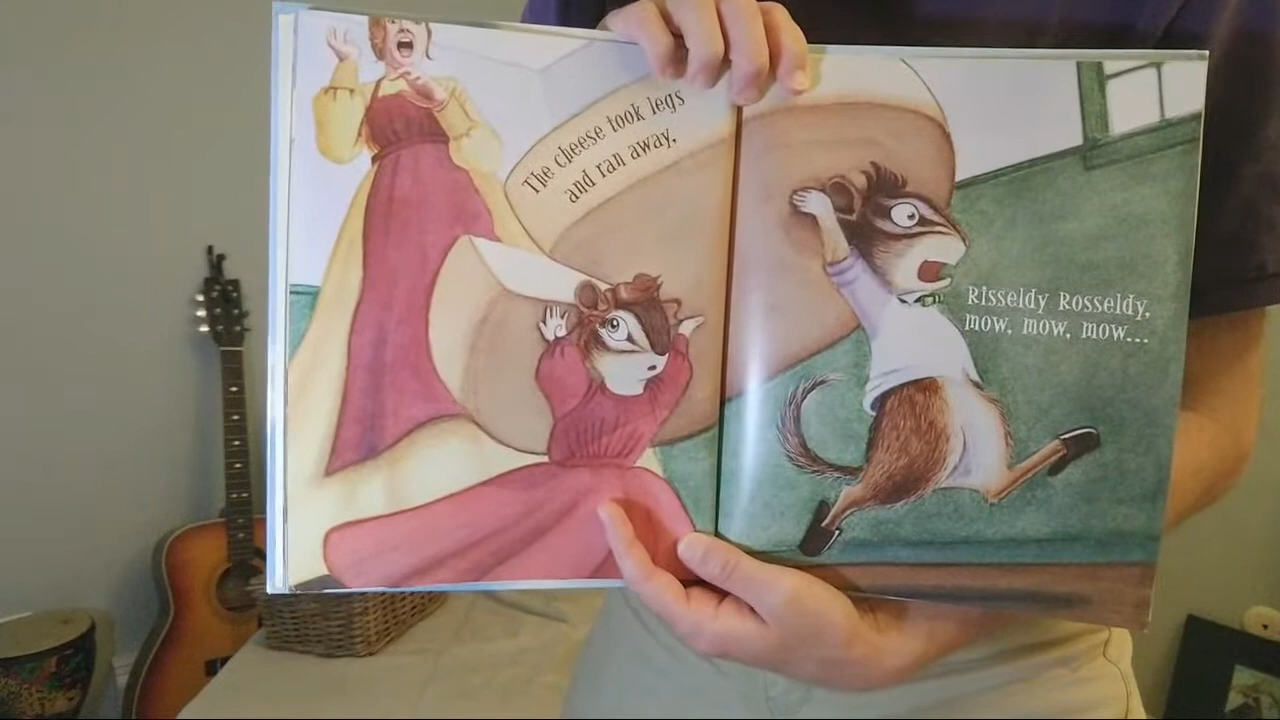 The cheese took legs
and ran away,
Risseldy Rosseldy,
mow, mow, mow...